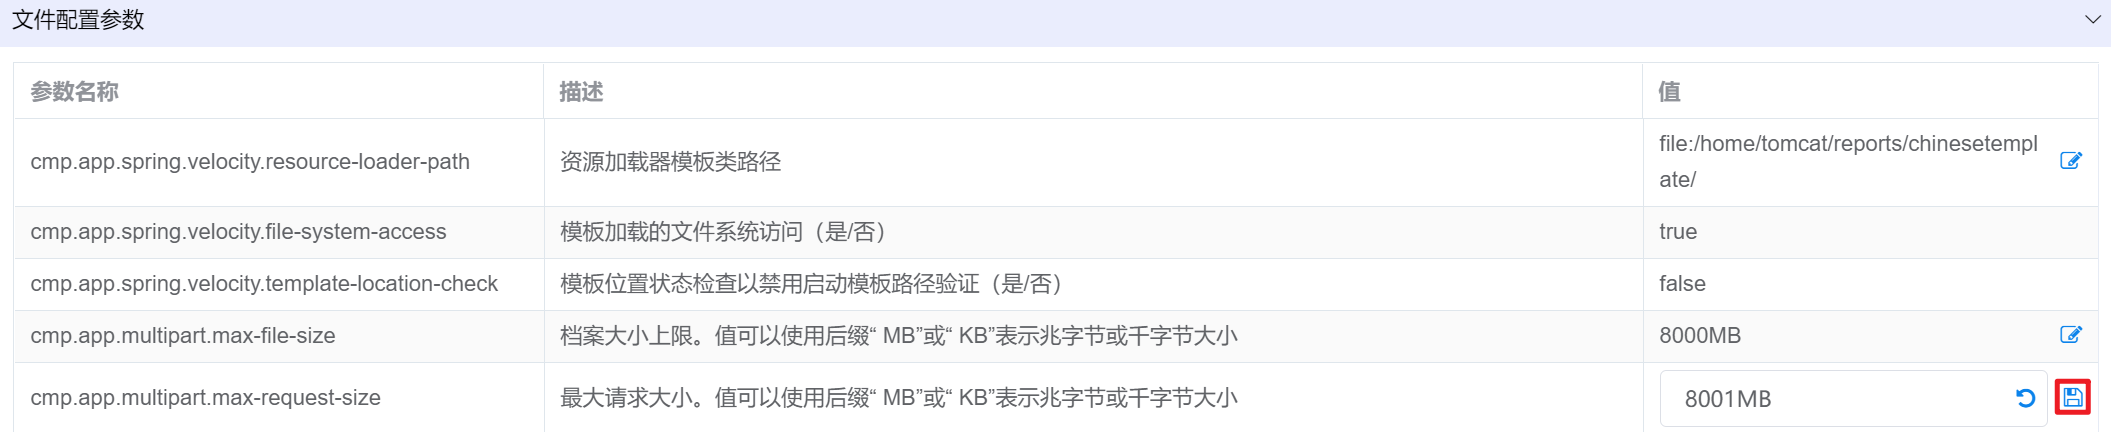 文件配置参数
参数名称 描述 值
cmp.app.spring.velocity.resource-loader-path 资源加载器模板类路径 file:/home/tomcat/reports/chinesetempl
ate/
cmp.app.spring.velocity.file-system-access 模板加载的文件系统访问（是/否） true
cmp.app.spring.velocity.template-location-check 模板位置状态检查以禁用启动模板路径验证（是/否） false
cmp.app.multipart.max-file-size 档案大小上限。值可以使用后缀“ MB”或“ KB”表示兆字节或千字节大小 8000MB
cmp.app.multipart.max-request-size 最大请求大小。值可以使用后缀“ MB”或“ KB”表示兆字节或千字节大小 8001MB